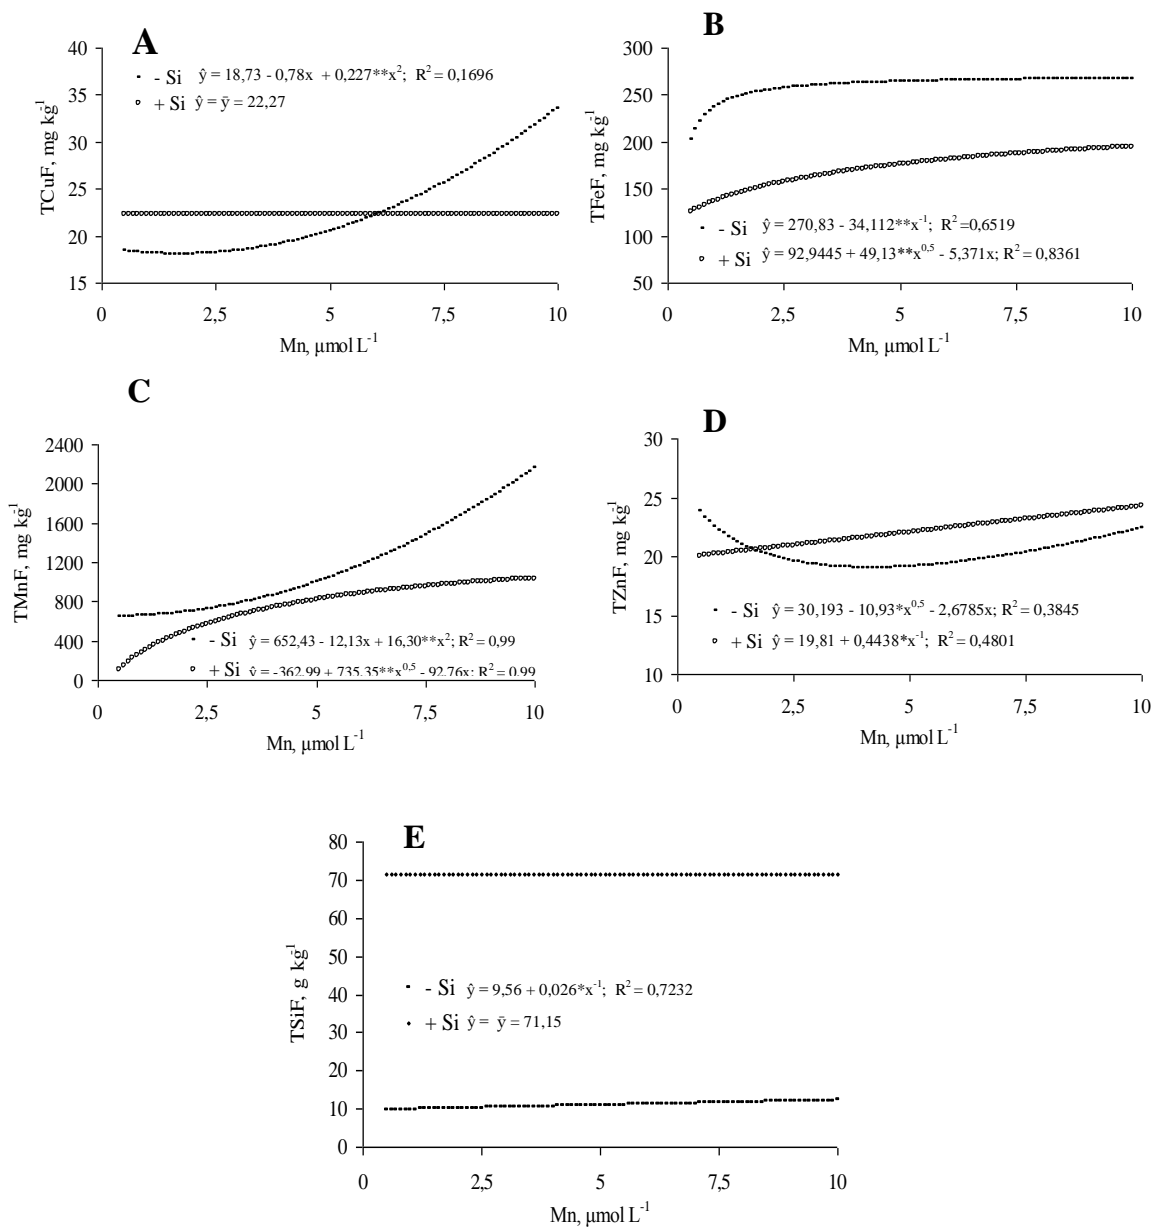 A
40
35
30
25
20
15
TCuF, mg kg-1
- Si ŷ = 18,73 - 0,78x + 0,227**x2; R2 = 0,1696
+ Si ŷ = ȳ = 22,27
0 2,5 5 7,5 10
Mn, μmol L-1
B
300
250
200
150
100
50
TFeF, mg kg-1
- Si ŷ = 270,83 - 34,112**x-1; R2 =0,6519
+ Si ŷ = 92,9445 + 49,13**x0,5 - 5,371x; R2 = 0,8361
0 2,5 5 7,5 10
Mn, μmol L-1
C
2400
2000
1600
1200
800
400
0
TMnF, mg kg-1
- Si ŷ = 652,43 - 12,13x + 16,30**x2; R2 = 0,99
+ Si ŷ = -362,99 + 735,35**x0,5 - 92,76x; R2 = 0,99
0 2,5 5 7,5 10
Mn, μmol L-1
D
30
25
20
15
10
TZnF, mg kg-1
- Si ŷ = 30,193 - 10,93*x0,5 - 2,6785x; R2 = 0,3845
+ Si ŷ = 19,81 + 0,4438*x-1; R2 = 0,4801
0 2,5 5 7,5 10
Mn, μmol L-1
E
80
70
60
50
40
30
20
10
0
TSiF, g kg-1
- Si ŷ = 9,56 + 0,026*x-1; R2 = 0,7232
+ Si ŷ = ȳ = 71,15
0 2,5 5 7,5 10
Mn, μmol L-1